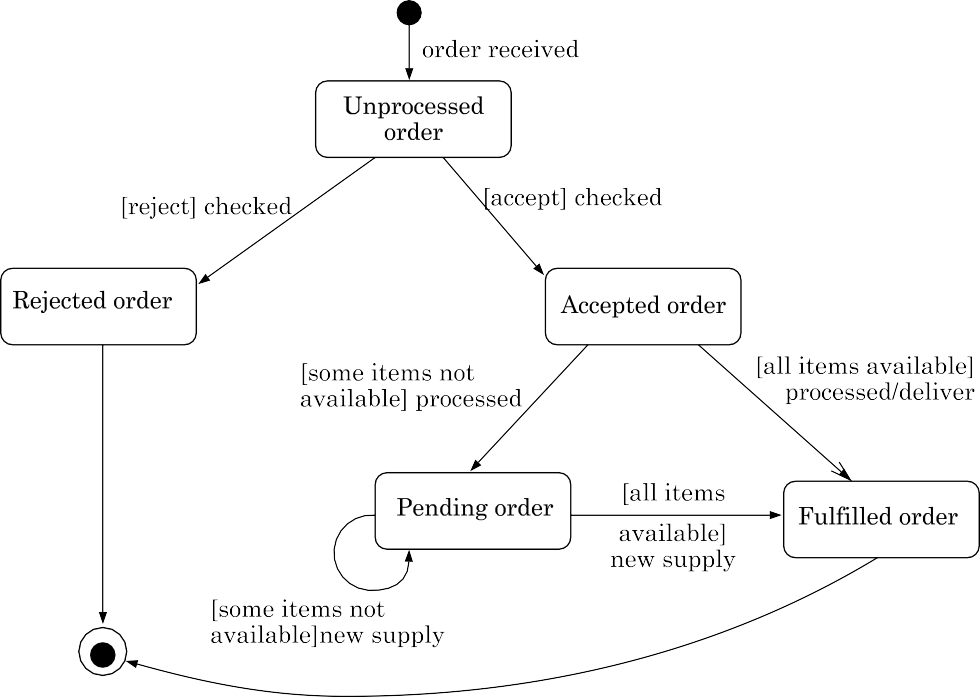 order received
Unprocessed
order
[reject] checked
[accept] checked
Rejected order
Accepted order
[some items not
available] processed
[all items available]
processed/deliver
Pending order
[all items
available]
new supply
Fulfilled order
[some items not
available]new supply